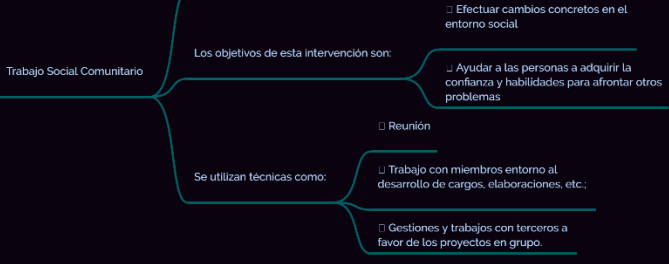 Trabajo Social Comunitario
Los objetivos de esta intervención son:
Efectuar cambios concretos en el
entorno social
Ayudar a las personas a adquirir la
confianza y habilidades para afrontar otros
problemas
Se utilizan técnicas como:
Reunión
Trabajo con miembros entorno al
desarrollo de cargos, elaboraciones, etc.;
Gestiones y trabajos con terceros a
favor de los proyectos en grupo.